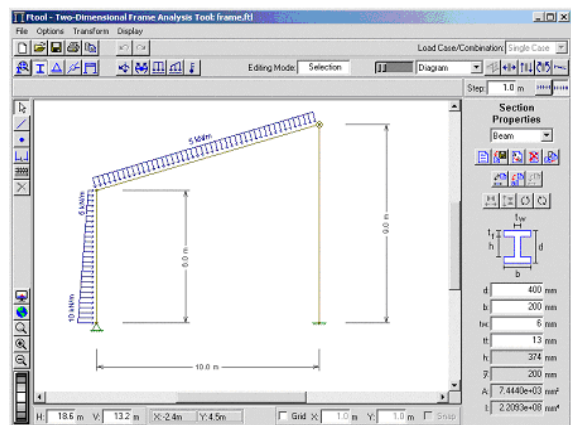 Ftool - Two-Dimensional Frame Analysis Tool: frame.ftl
File Options Transform Display
Load Case/Combination: Single Case
Editing Mode: Selection Diagram
Step: 1.0 m
Section
Properties
Beam
5 kN/m
6 kN/m
10 kN/m
6.0 m
9.0 m
10.0 m
tw
tf
h
d
b
d: 400 mm
b: 200 mm
tw: 6 mm
tf: 13 mm
h: 374 mm
y: 200 mm
A: 7.4440e+03 mm²
I: 2.2093e+08 mm⁴
H: 18.6 m V: 13.2 m X:-2.4m Y:4.5m Grid X: 1.0 m Y: 1.0 m Snap